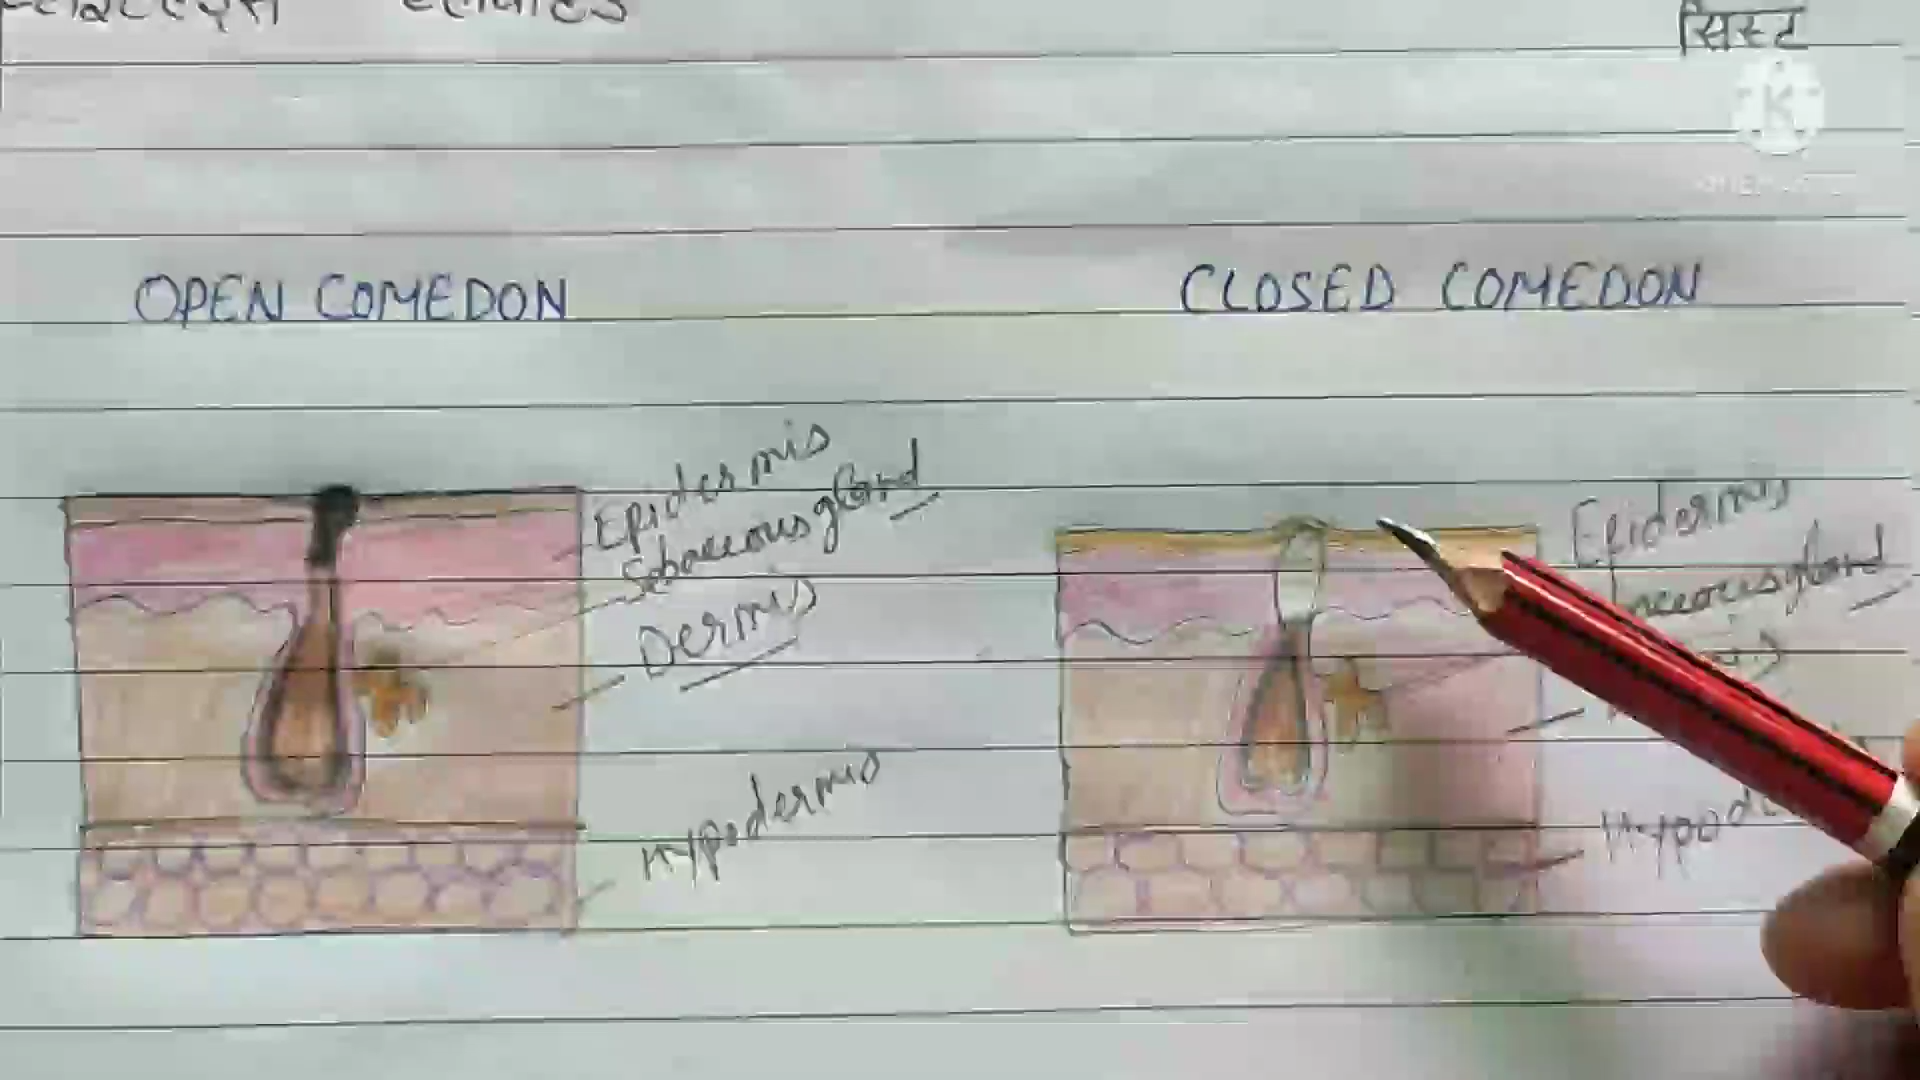 सिस्ट
OPEN COMEDON
CLOSED COMEDON
Epidermis
Sebaceous gland
Dermis
Hypodermis
Epidermis